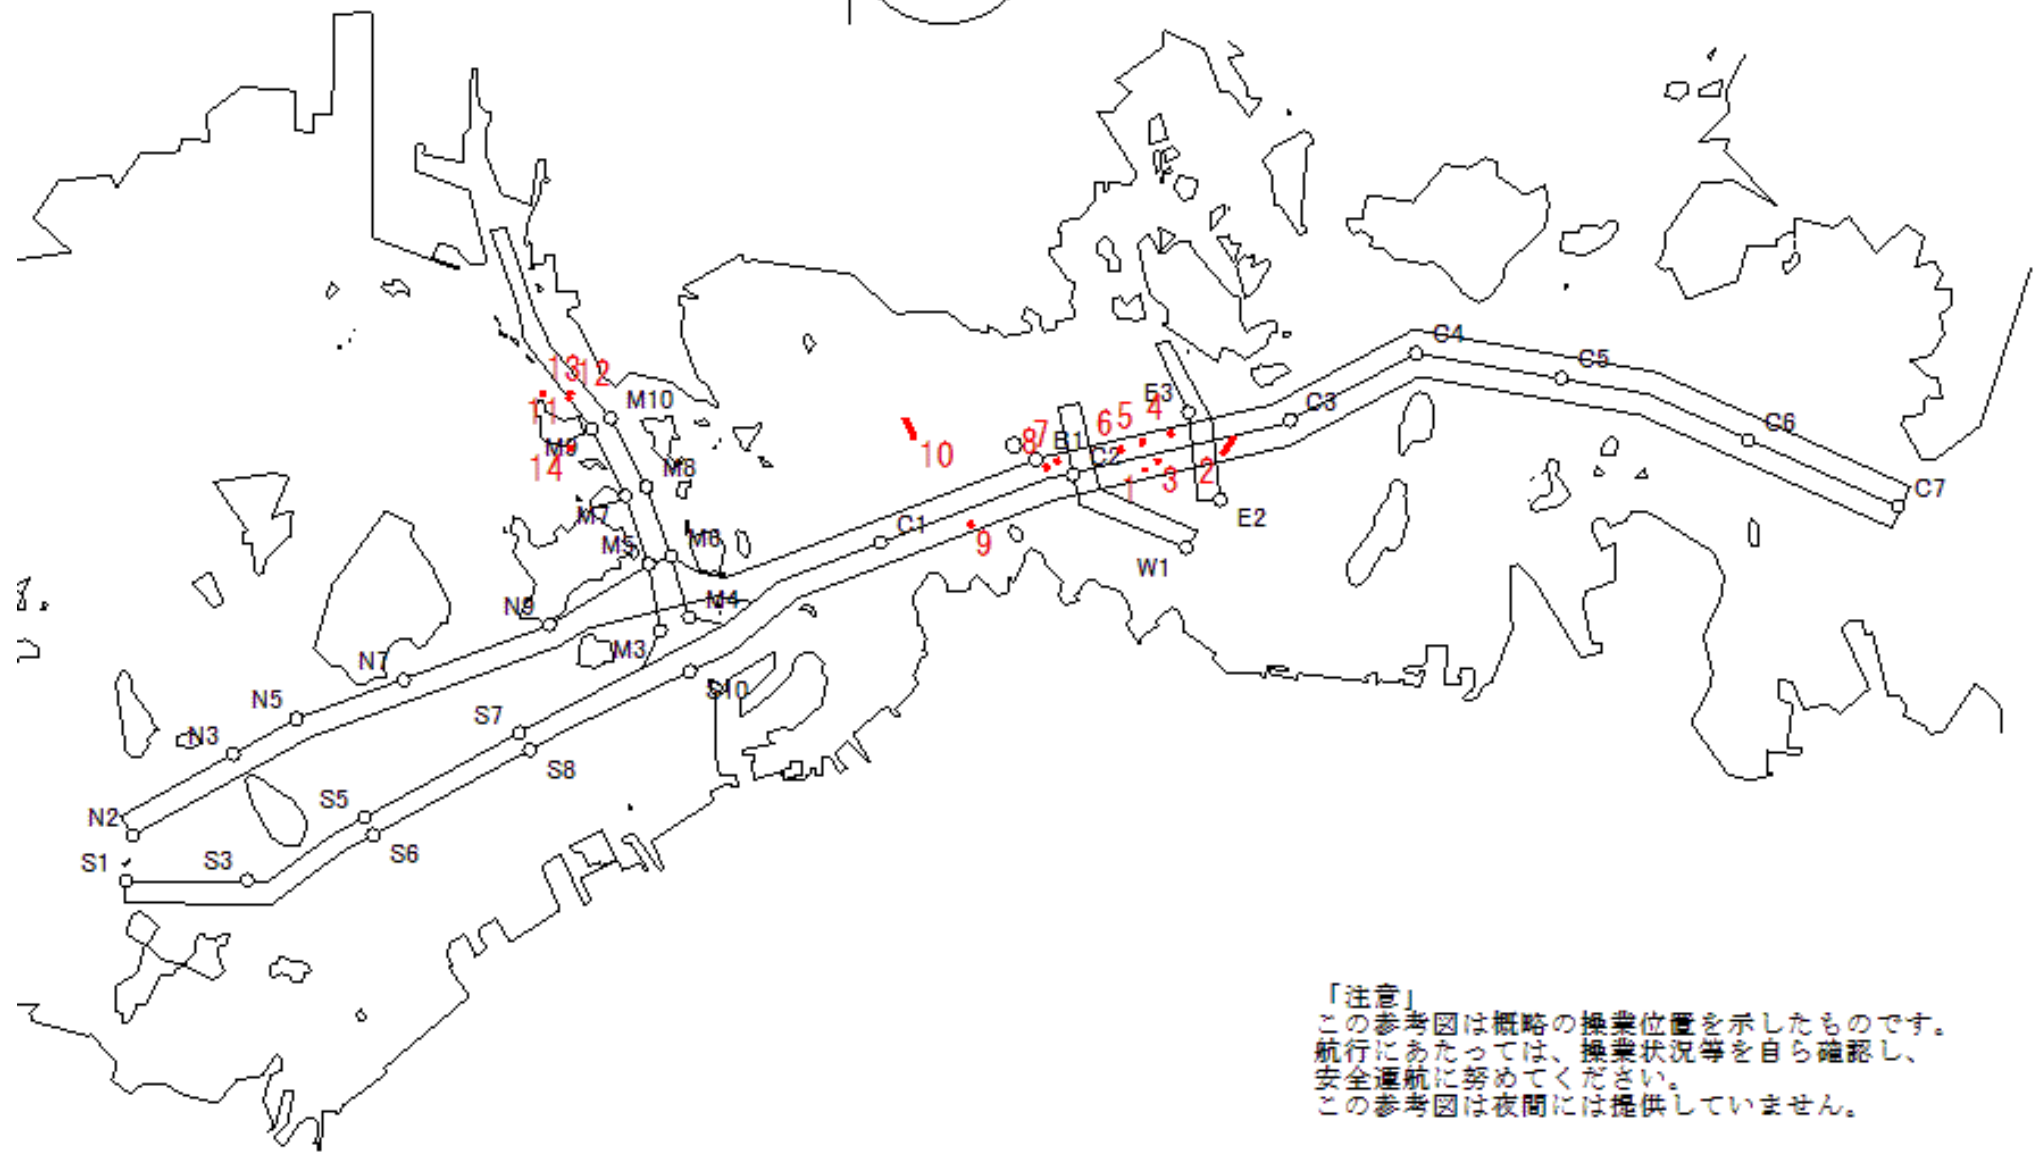 C4
C5
13
12
E3
C3
M10
11
4
5
6
7
8
B1
C6
M9
10
C2
14
M8
1
3
2
C7
M7
C1
E2
M5
M6
9
W1
N9
M4
M3
N7
S10
N5
S7
N3
S8
S5
N2
S6
S1
S3
「注意」
この参考図は概略の操業位置を示したものです。
航行にあたっては、操業状況等を自ら確認し、
安全運航に努めてください。
この参考図は夜間には提供していません。